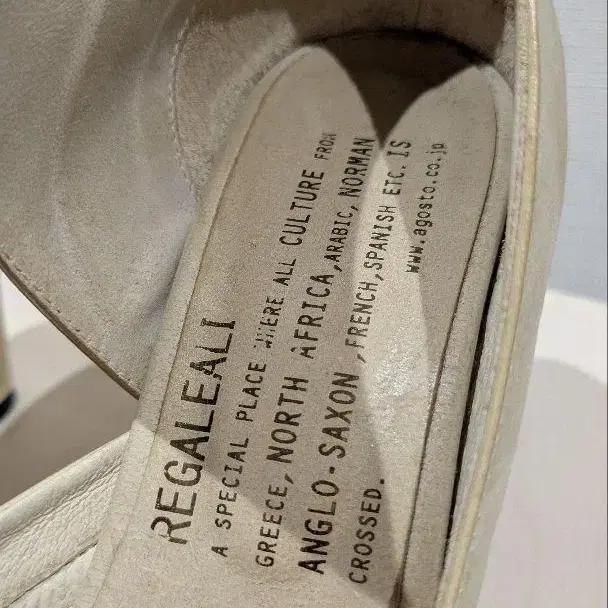 REGALEALI
A SPECIAL PLACE WHERE ALL CULTURE FROM
GREECE, NORTH AFRICA, ARABIC, NORMAN
ANGLO-SAXON ,FRENCH,SPANISH ETC. IS
CROSSED. www.agosto.co.jp